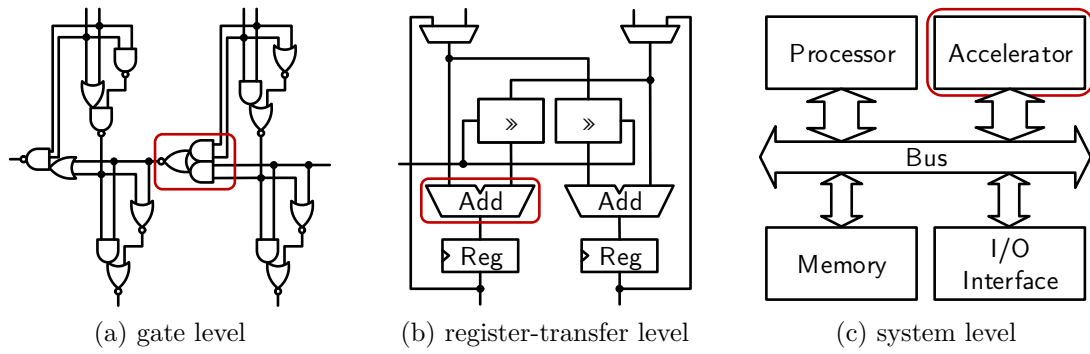 Processor
Accelerator
»
»
Bus
Add
Add
Reg
Reg
Memory
I/O
Interface
(a) gate level
(b) register-transfer level
(c) system level